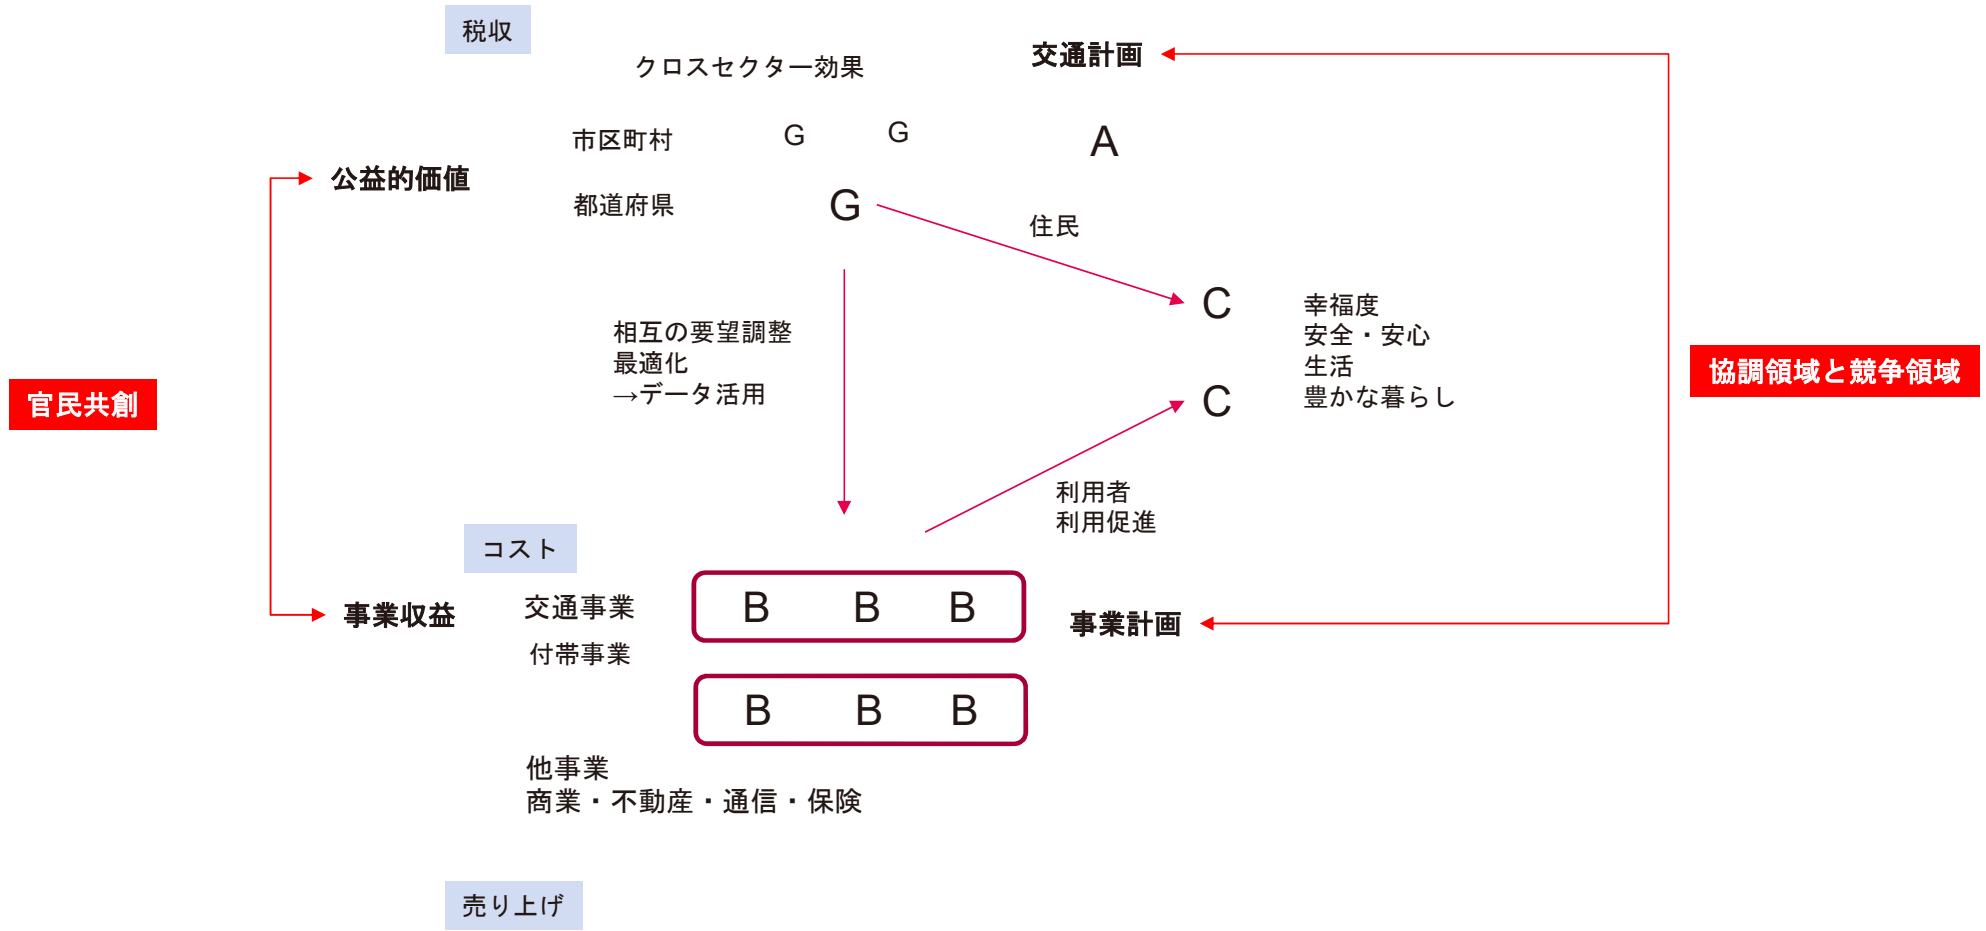 税収
クロスセクター効果
交通計画
市区町村
G
G
A
公益的価値
都道府県
G
住民
C
幸福度
安全・安心
生活
豊かな暮らし
相互の要望調整
最適化
→データ活用
C
協調領域と競争領域
官民共創
利用者
利用促進
コスト
事業収益
交通事業
B B B
事業計画
付帯事業
B B B
他事業
商業・不動産・通信・保険
売り上げ